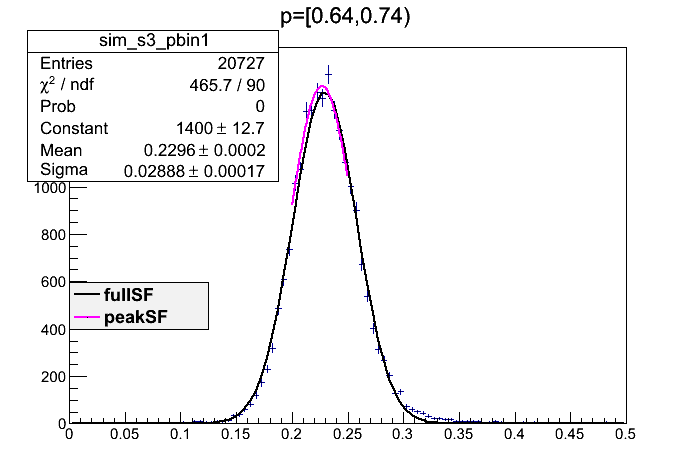 p=[0.64,0.74)
sim_s3_pbin1
Entries 20727
χ² / ndf 465.7 / 90
Prob 0
Constant 1400 ± 12.7
Mean 0.2296 ± 0.0002
Sigma 0.02888 ± 0.00017
1000
800
600
fullSF
peakSF
400
200
0
0 0.05 0.1 0.15 0.2 0.25 0.3 0.35 0.4 0.45 0.5